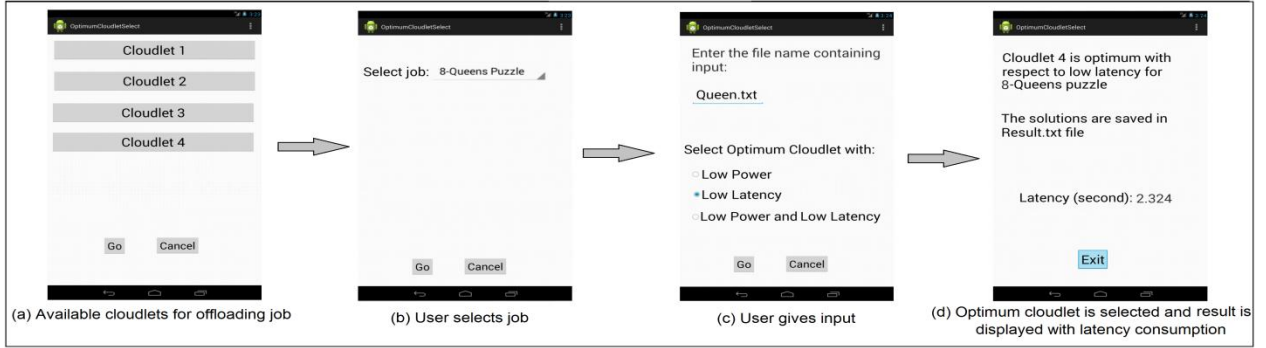 OptimumCloudletSelect
Cloudlet 1
Cloudlet 2
Cloudlet 3
Cloudlet 4
Go Cancel
(a) Available cloudlets for offloading job
OptimumCloudletSelect
Select job: 8-Queens Puzzle
Go Cancel
(b) User selects job
OptimumCloudletSelect
Enter the file name containing
input:
Queen.txt
Select Optimum Cloudlet with:
Low Power
Low Latency
Low Power and Low Latency
Go Cancel
(c) User gives input
OptimumCloudletSelect
Cloudlet 4 is optimum with
respect to low latency for
8-Queens puzzle
The solutions are saved in
Result.txt file
Latency (second): 2.324
Exit
(d) Optimum cloudlet is selected and result is
displayed with latency consumption